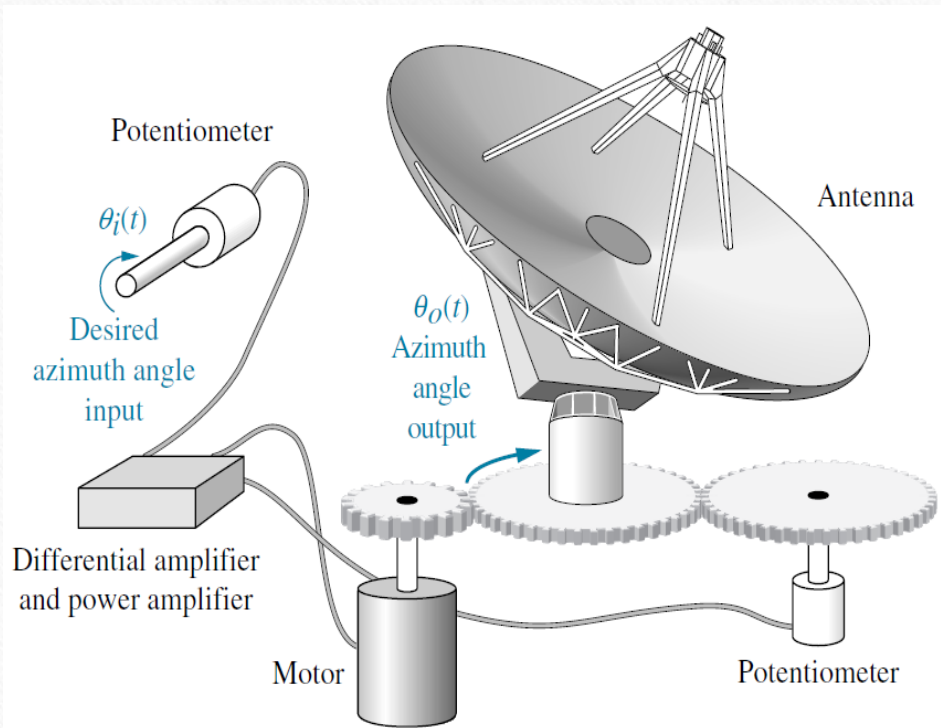 Potentiometer
θi(t)
Desired
azimuth angle
input
Antenna
θo(t)
Azimuth
angle
output
Differential amplifier
and power amplifier
Motor
Potentiometer